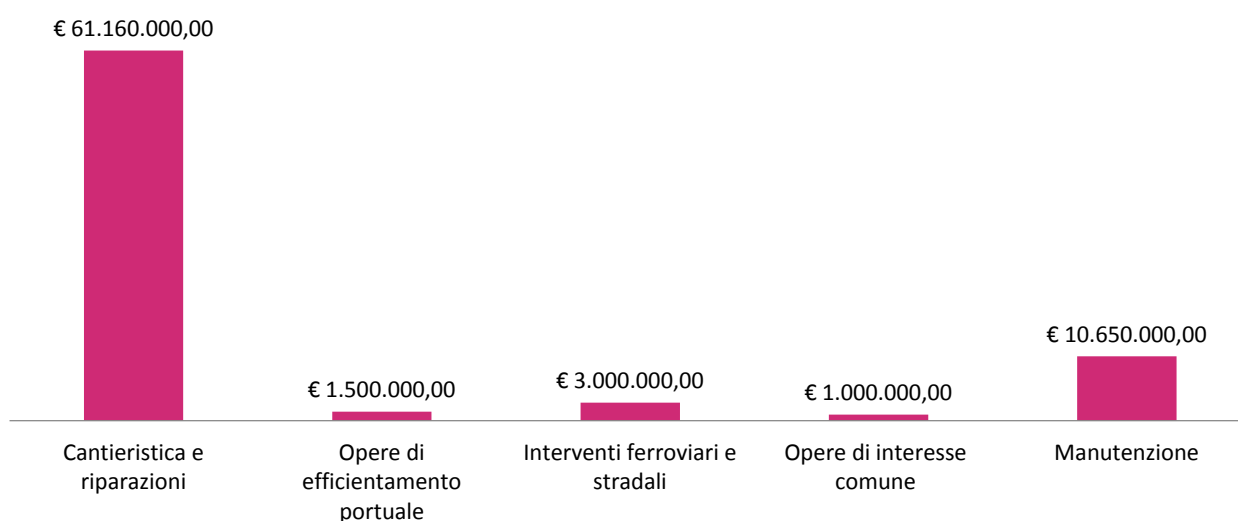 € 61.160.000,00
€ 1.500.000,00
€ 3.000.000,00
€ 1.000.000,00
€ 10.650.000,00
Cantieristica e
riparazioni
Opere di
efficientamento
portuale
Interventi ferroviari e
stradali
Opere di interesse
comune
Manutenzione